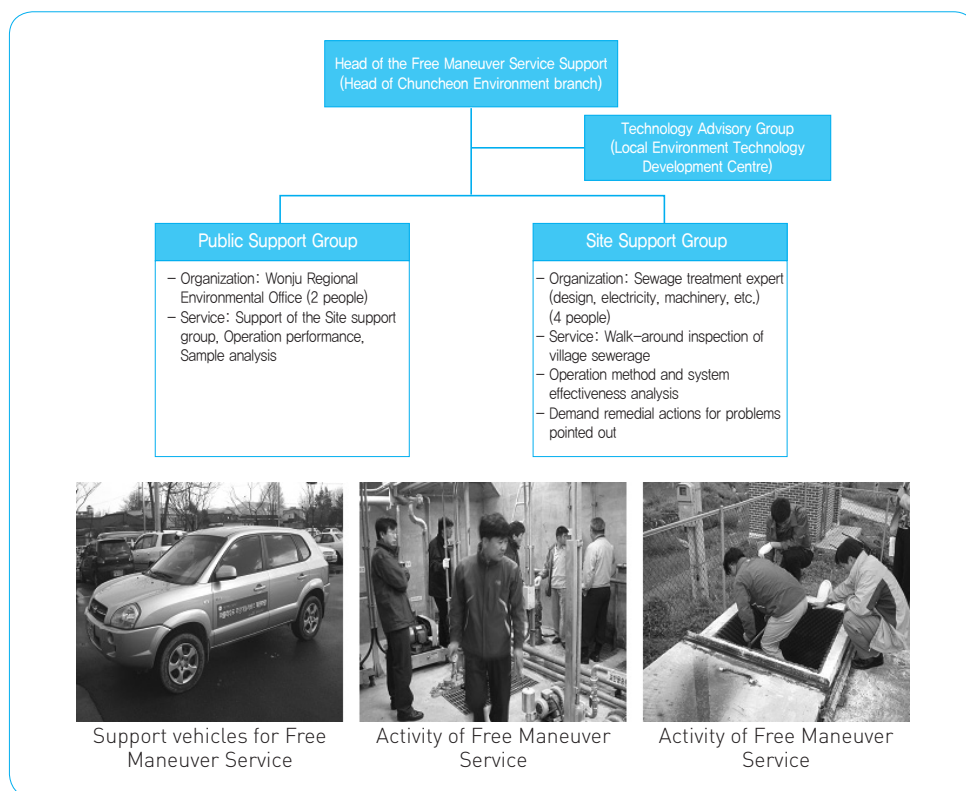 Head of the Free Maneuver Service Support
(Head of Chuncheon Environment branch)
Technology Advisory Group
(Local Environment Technology
Development Centre)
Public Support Group
– Organization: Wonju Regional
Environmental Office (2 people)
– Service: Support of the Site support
group, Operation performance,
Sample analysis
Site Support Group
– Organization: Sewage treatment expert
(design, electricity, machinery, etc.)
(4 people)
– Service: Walk-around inspection of
village sewerage
– Operation method and system
effectiveness analysis
– Demand remedial actions for problems
pointed out
Support vehicles for Free
Maneuver Service
Activity of Free Maneuver
Service
Activity of Free Maneuver
Service